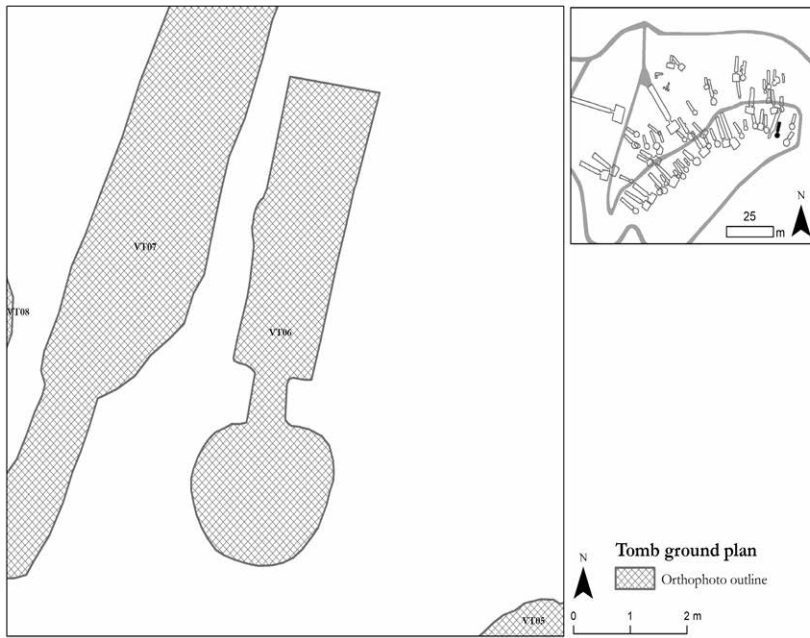 VT07
VT08
VT06
VT05
N
25
m
Tomb ground plan
Orthophoto outline
N
0 1 2 m